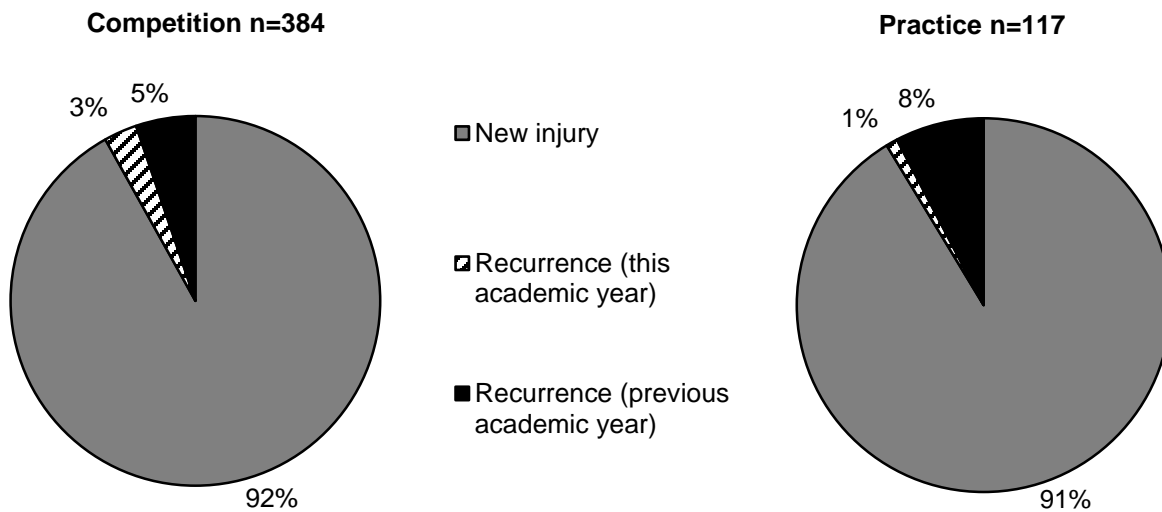 Competition n=384
Practice n=117
3%
5%
92%
New injury
Recurrence (this
academic year)
Recurrence (previous
academic year)
1%
8%
91%